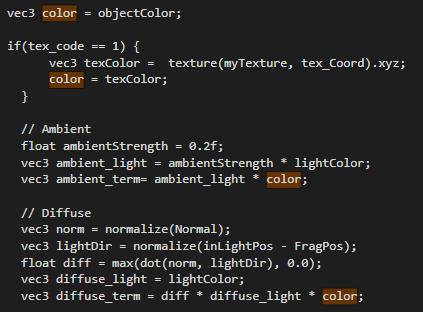 vec3 color = objectColor;
if(tex_code == 1) {
vec3 texColor =  texture(myTexture, tex_Coord).xyz;
color = texColor;
}
// Ambient
float ambientStrength = 0.2f;
vec3 ambient_light = ambientStrength * lightColor;
vec3 ambient_term= ambient_light * color;
// Diffuse
vec3 norm = normalize(Normal);
vec3 lightDir = normalize(inLightPos - FragPos);
float diff = max(dot(norm, lightDir), 0.0);
vec3 diffuse_light = lightColor;
vec3 diffuse_term = diff * diffuse_light * color;